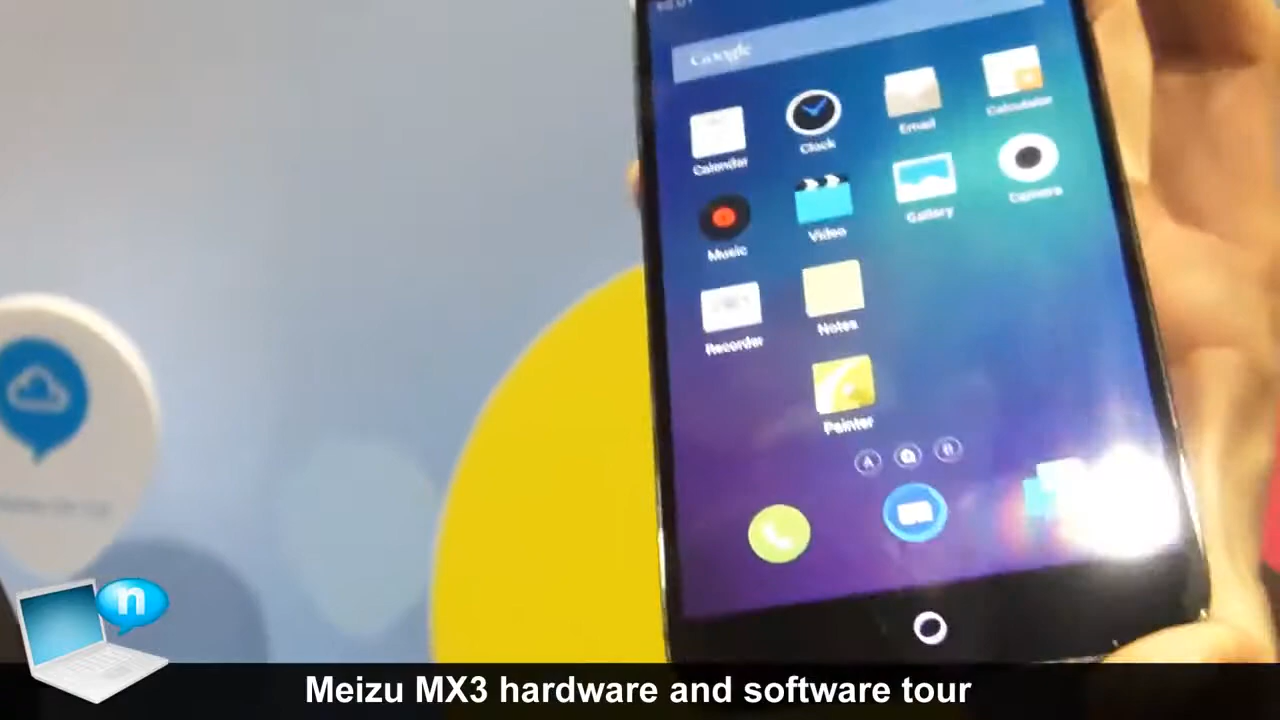 Google
Calendar
Clock
Email
Calculator
Music
Video
Gallery
Camera
Recorder
Notes
Painter
A
B
n
Meizu MX3 hardware and software tour